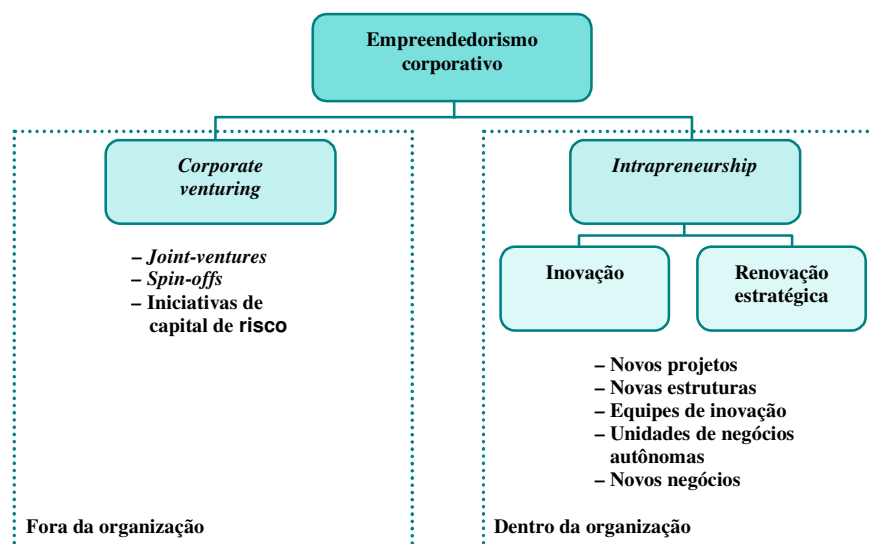 Empreendedorismo
corporativo
Corporate
venturing
– Joint-ventures
– Spin-offs
– Iniciativas de
capital de risco
Fora da organização
Intrapreneurship
Inovação
Renovação
estratégica
– Novos projetos
– Novas estruturas
– Equipes de inovação
– Unidades de negócios
autônomas
– Novos negócios
Dentro da organização